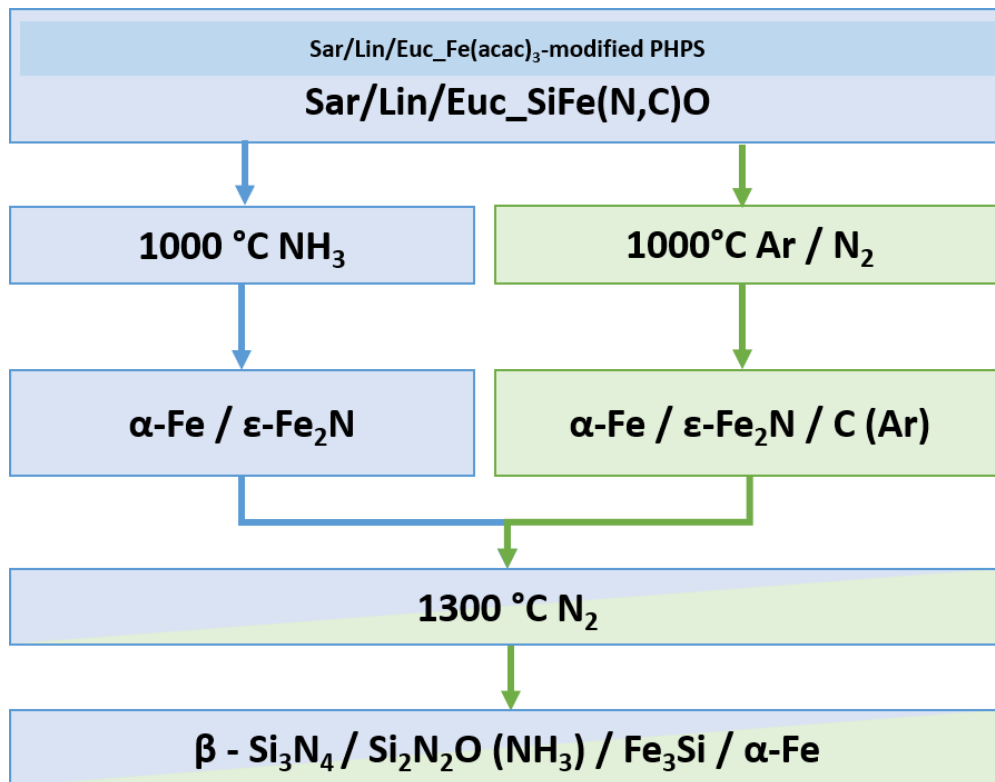 Sar/Lin/Euc_Fe(acac)₃-modified PHPS
Sar/Lin/Euc_SiFe(N,C)O
1000 °C NH₃
1000°C Ar / N₂
α-Fe / ε-Fe₂N
α-Fe / ε-Fe₂N / C (Ar)
1300 °C N₂
β - Si₃N₄ / Si₂N₂O (NH₃) / Fe₃Si / α-Fe